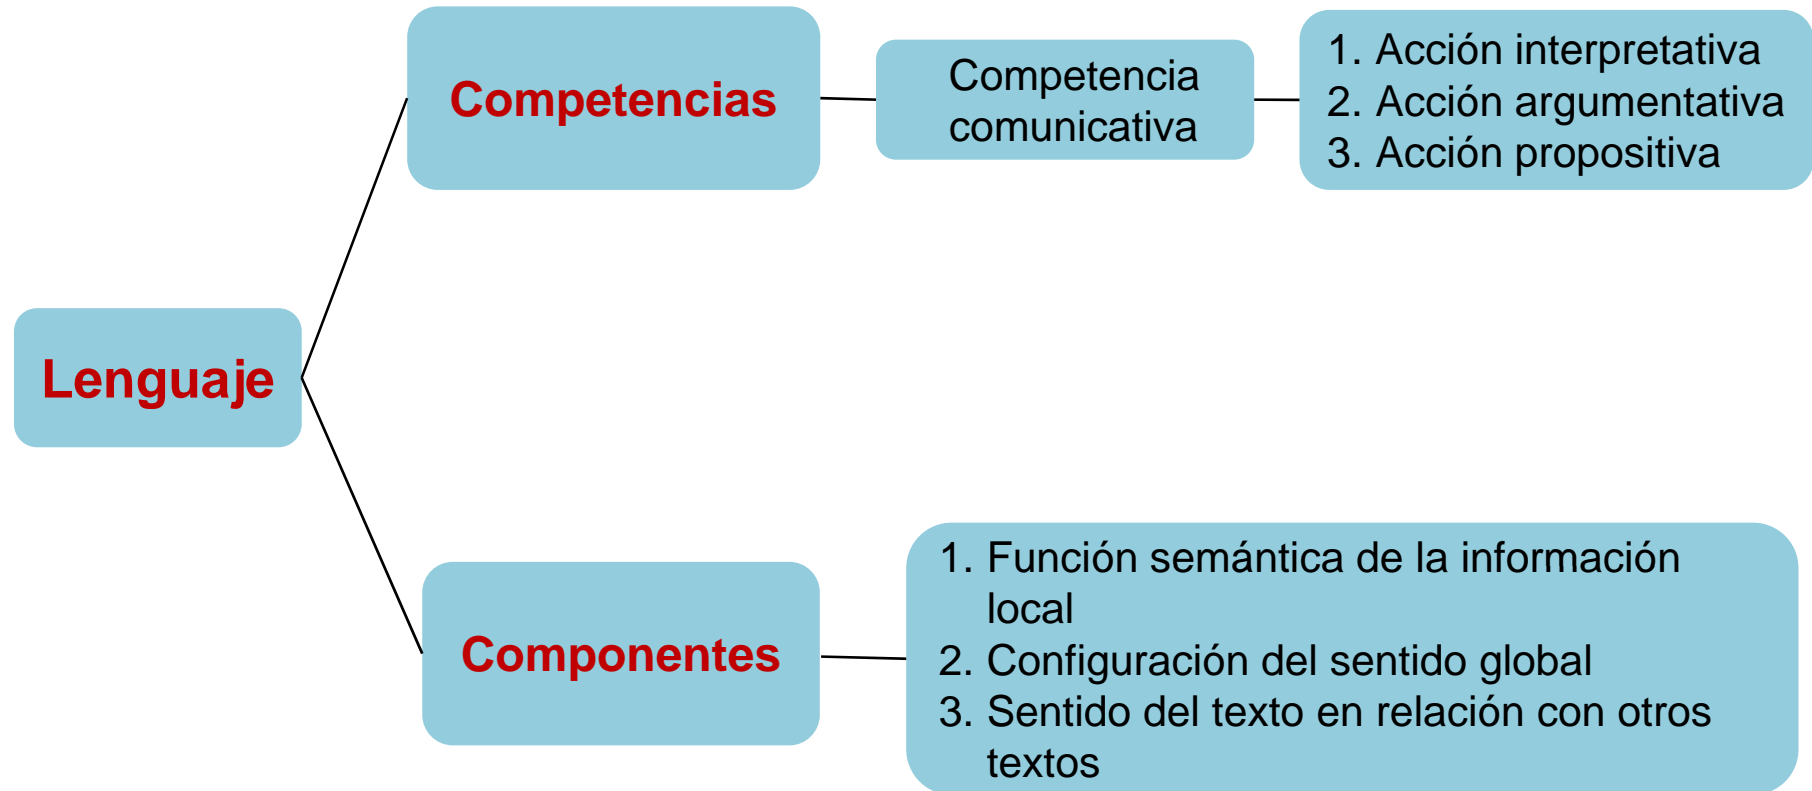 Competencias
Competencia
comunicativa
1. Acción interpretativa
2. Acción argumentativa
3. Acción propositiva
Lenguaje
Componentes
1. Función semántica de la información
local
2. Configuración del sentido global
3. Sentido del texto en relación con otros
textos